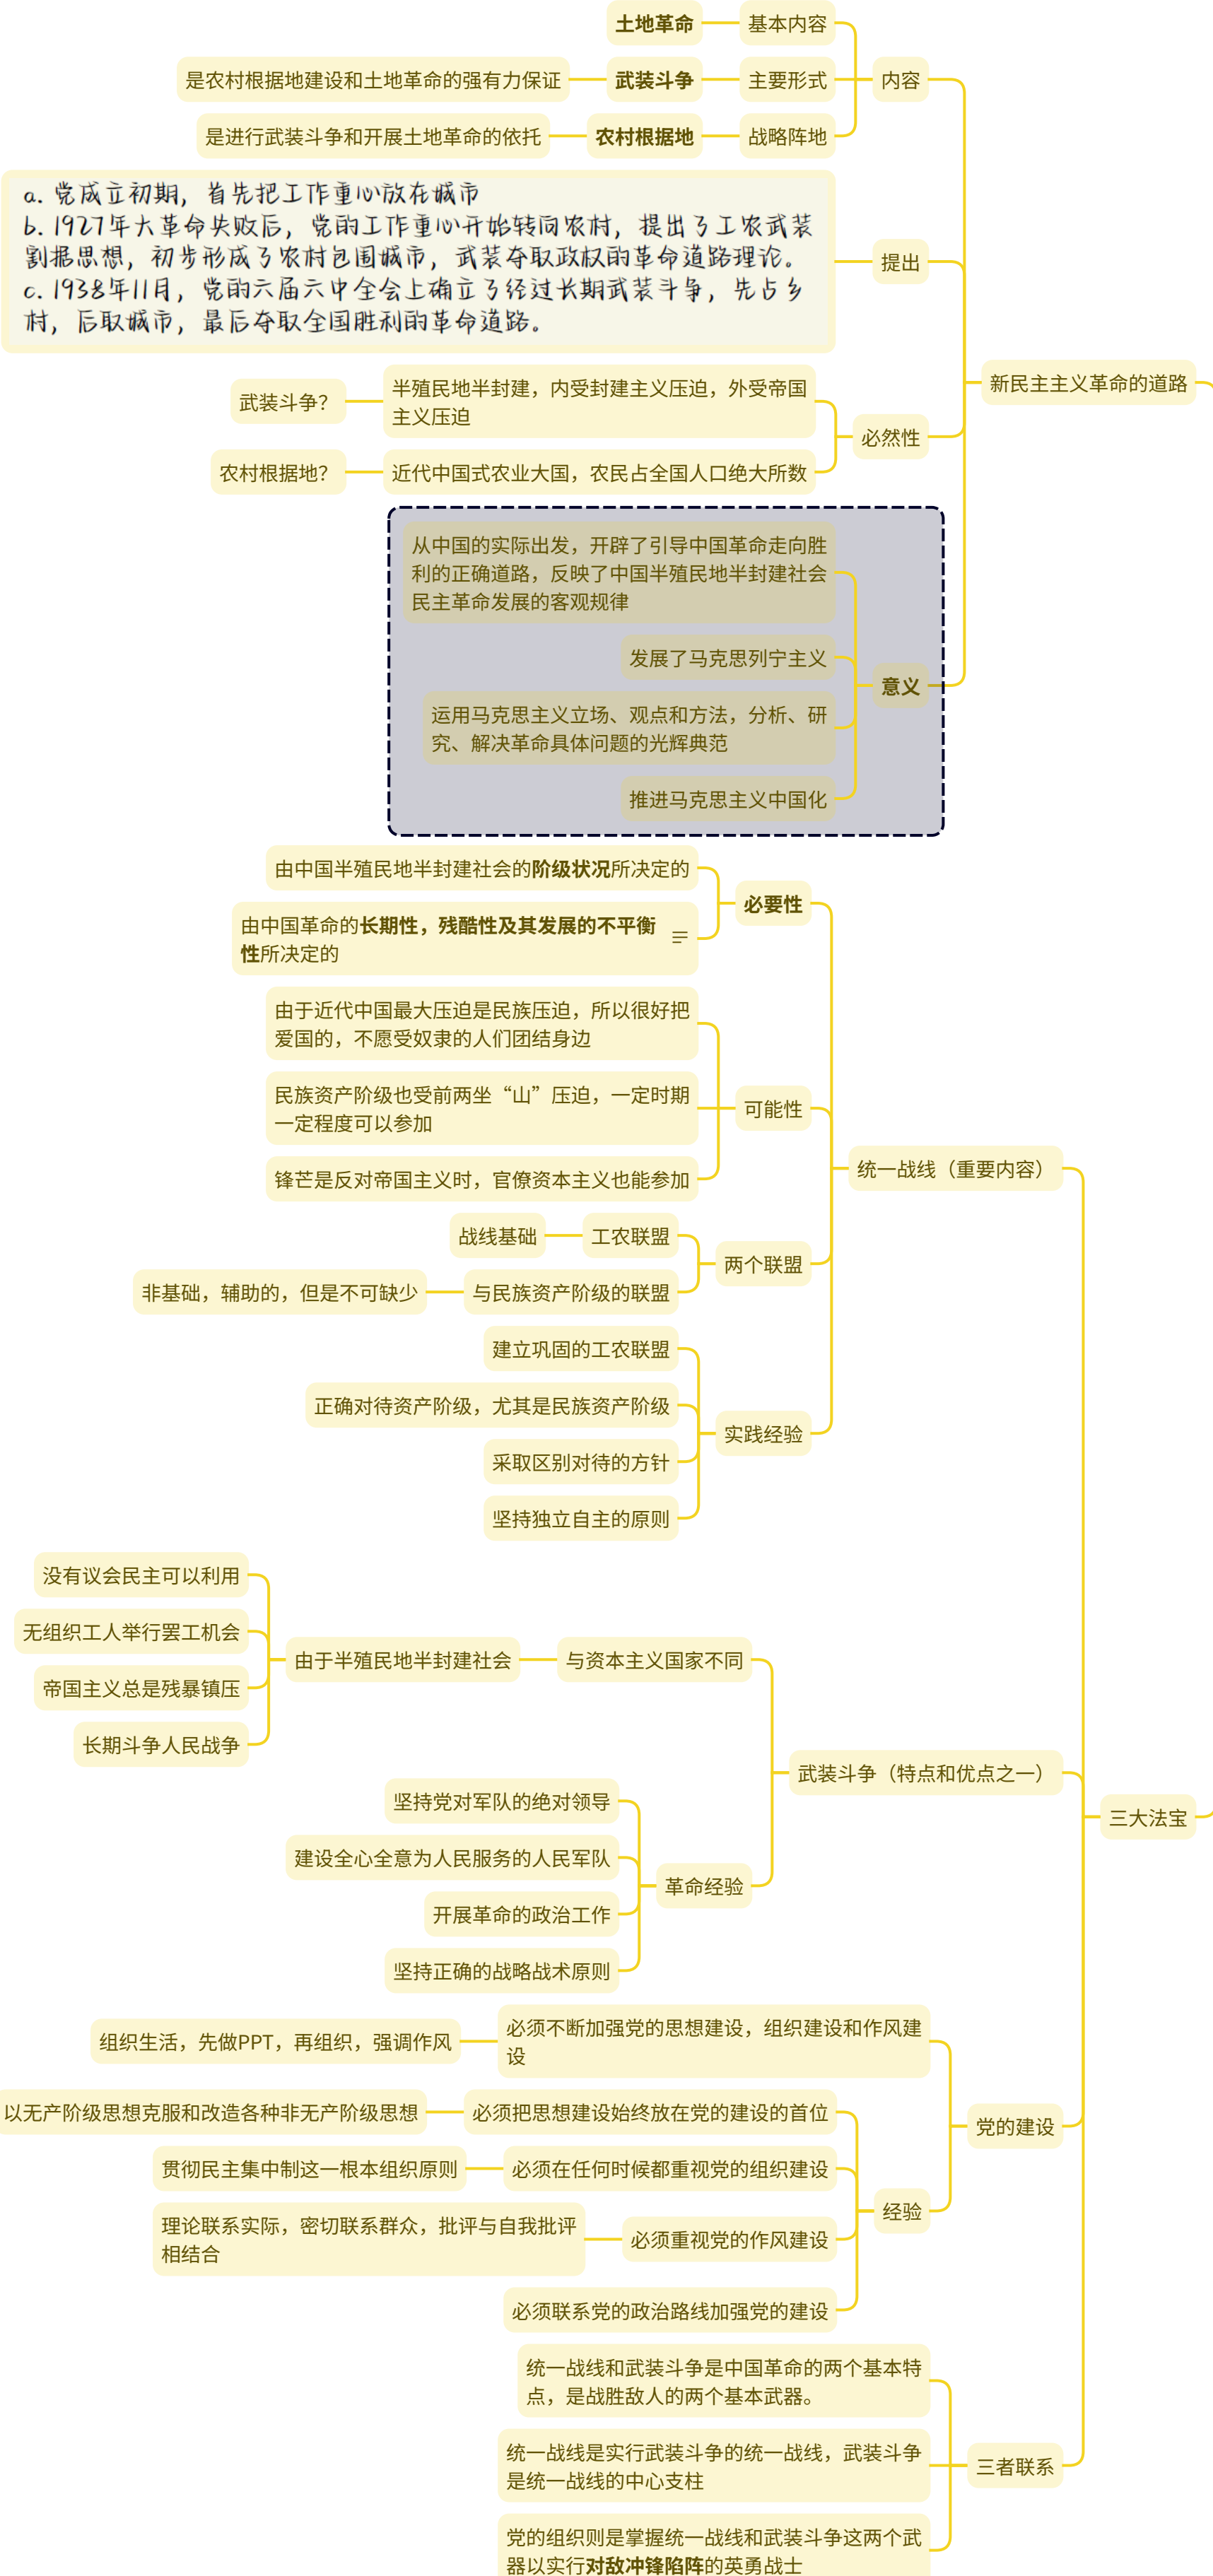 土地革命
基本内容
是农村根据地建设和土地革命的强有力保证
武装斗争
主要形式
内容
是进行武装斗争和开展土地革命的依托
农村根据地
战略阵地
a. 党成立初期，首先把工作重心放在城市
b. 1927年大革命失败后，党的工作重心开始转向农村，提出了工农武装
割据思想，初步形成了农村包围城市，武装夺取政权的革命道路理论。
c. 1938年11月，党的六届六中全会上确立了经过长期武装斗争，先占乡
村，后取城市，最后夺取全国胜利的革命道路。
提出
新民主主义革命的道路
武装斗争？
半殖民地半封建，内受封建主义压迫，外受帝国
主义压迫
必然性
农村根据地？
近代中国式农业大国，农民占全国人口绝大所数
从中国的实际出发，开辟了引导中国革命走向胜
利的正确道路，反映了中国半殖民地半封建社会
民主革命发展的客观规律
发展了马克思列宁主义
意义
运用马克思主义立场、观点和方法，分析、研
究、解决革命具体问题的光辉典范
推进马克思主义中国化
由中国半殖民地半封建社会的阶级状况所决定的
必要性
由中国革命的长期性，残酷性及其发展的不平衡
性所决定的
由于近代中国最大压迫是民族压迫，所以很好把
爱国的，不愿受奴隶的人们团结身边
民族资产阶级也受前两坐“山”压迫，一定时期
一定程度可以参加
可能性
锋芒是反对帝国主义时，官僚资本主义也能参加
统一战线（重要内容）
战线基础
工农联盟
两个联盟
非基础，辅助的，但是不可缺少
与民族资产阶级的联盟
建立巩固的工农联盟
正确对待资产阶级，尤其是民族资产阶级
实践经验
采取区别对待的方针
坚持独立自主的原则
没有议会民主可以利用
无组织工人举行罢工机会
由于半殖民地半封建社会
与资本主义国家不同
帝国主义总是残暴镇压
长期斗争人民战争
武装斗争（特点和优点之一）
三大法宝
坚持党对军队的绝对领导
建设全心全意为人民服务的人民军队
革命经验
开展革命的政治工作
坚持正确的战略战术原则
组织生活，先做PPT，再组织，强调作风
必须不断加强党的思想建设，组织建设和作风建
设
以无产阶级思想克服和改造各种非无产阶级思想
必须把思想建设始终放在党的建设的首位
党的建设
贯彻民主集中制这一根本组织原则
必须在任何时候都重视党的组织建设
经验
理论联系实际，密切联系群众，批评与自我批评
相结合
必须重视党的作风建设
必须联系党的政治路线加强党的建设
统一战线和武装斗争是中国革命的两个基本特
点，是战胜敌人的两个基本武器。
统一战线是实行武装斗争的统一战线，武装斗争
是统一战线的中心支柱
三者联系
党的组织则是掌握统一战线和武装斗争这两个武
器以实行对敌冲锋陷阵的英勇战士